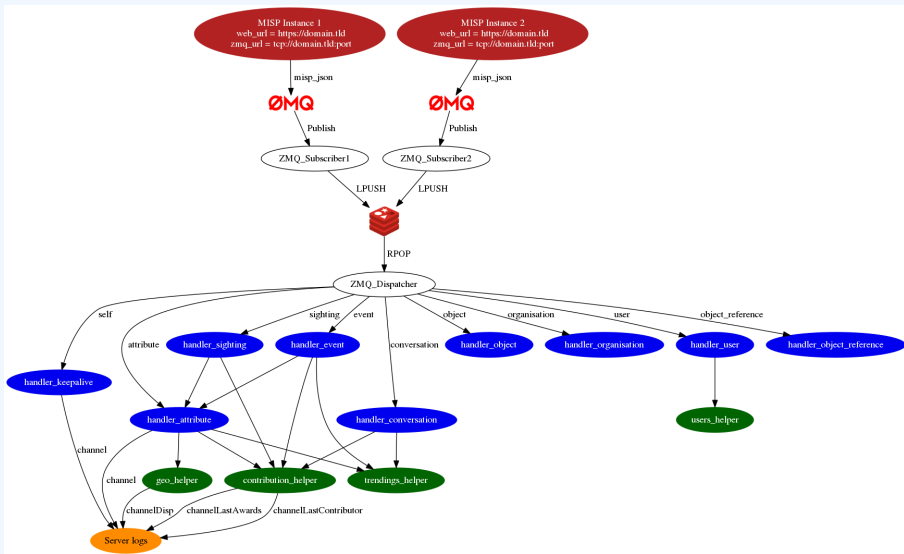 MISP Instance 1
web_url = https://domain.tld
zmq_url = tcp://domain.tld:port
MISP Instance 2
web_url = https://domain.tld
zmq_url = tcp://domain.tld:port
misp_json
misp_json
ØMQ
ØMQ
Publish
Publish
ZMQ_Subscriber1
ZMQ_Subscriber2
LPUSH
LPUSH
RPOP
ZMQ_Dispatcher
self
attribute
sighting
event
conversation
object
organisation
user
object_reference
handler_sighting
handler_event
handler_object
handler_organisation
handler_user
handler_object_reference
handler_keepalive
handler_attribute
handler_conversation
users_helper
channel
channel
geo_helper
contribution_helper
trendings_helper
channelDisp
channelLastAwards
channelLastContributor
Server logs